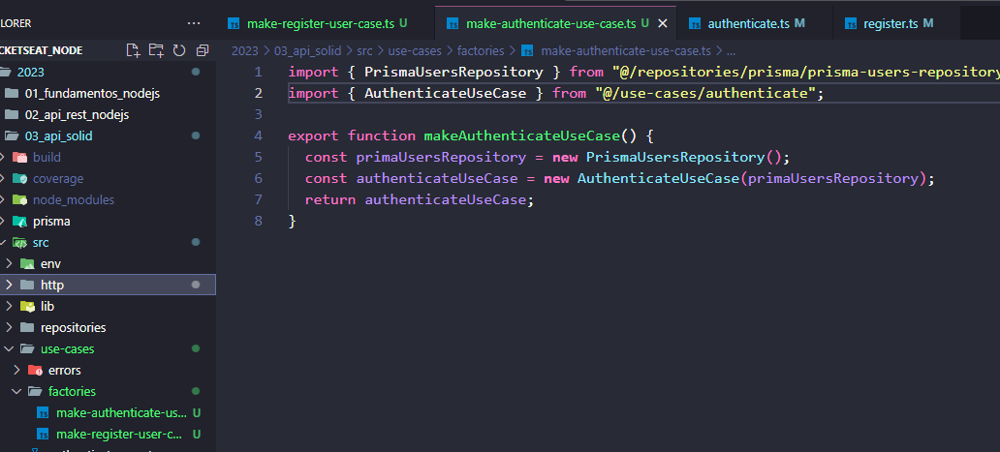 LORER ...
make-register-user-case.ts U
make-authenticate-use-case.ts U
authenticate.ts M
register.ts M
CKETSEAT_NODE
2023 > 03_api_solid > src > use-cases > factories > make-authenticate-use-case.ts > ...
2023
01_fundamentos_nodejs
02_api_rest_nodejs
03_api_solid
build
coverage
node_modules
prisma
src
env
http
lib
repositories
use-cases
errors
factories
make-authenticate-us... U
make-register-user-c... U
1 import { PrismaUsersRepository } from "@/repositories/prisma/prisma-users-repository
2 import { AuthenticateUseCase } from "@/use-cases/authenticate";
3
4 export function makeAuthenticateUseCase() {
5 const primaUsersRepository = new PrismaUsersRepository();
6 const authenticateUseCase = new AuthenticateUseCase(primaUsersRepository);
7 return authenticateUseCase;
8 }